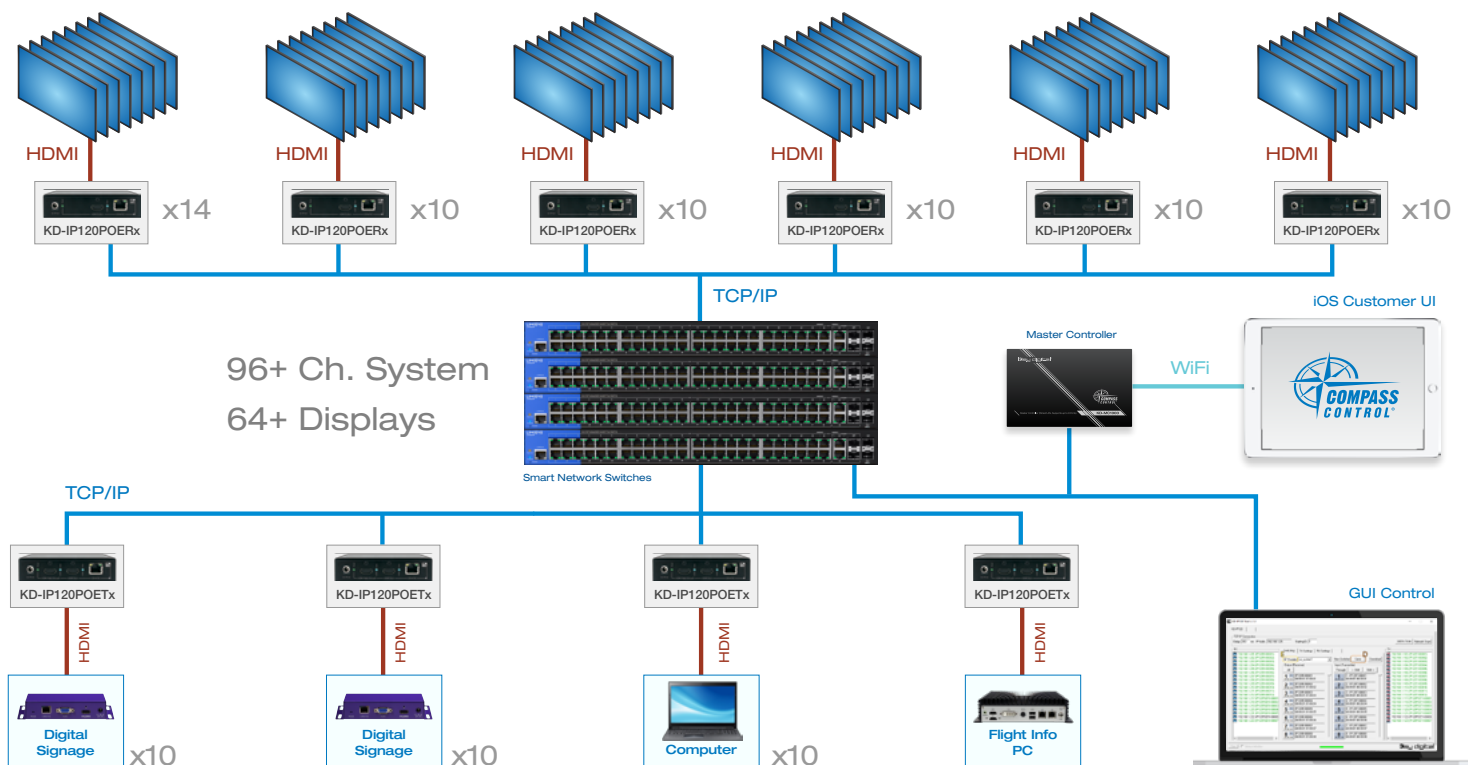 HDMI
HDMI
HDMI
HDMI
HDMI
HDMI
KD-IP120POERx
x14
KD-IP120POERx
x10
KD-IP120POERx
x10
KD-IP120POERx
x10
KD-IP120POERx
x10
KD-IP120POERx
x10
TCP/IP
96+ Ch. System
64+ Displays
Smart Network Switches
Master Controller
WiFi
iOS Customer UI
COMPASS
CONTROL®
TCP/IP
KD-IP120POETx
KD-IP120POETx
KD-IP120POETx
KD-IP120POETx
HDMI
HDMI
HDMI
HDMI
Digital
Signage
x10
Digital
Signage
x10
Computer
x10
Flight Info
PC
GUI Control
key digital